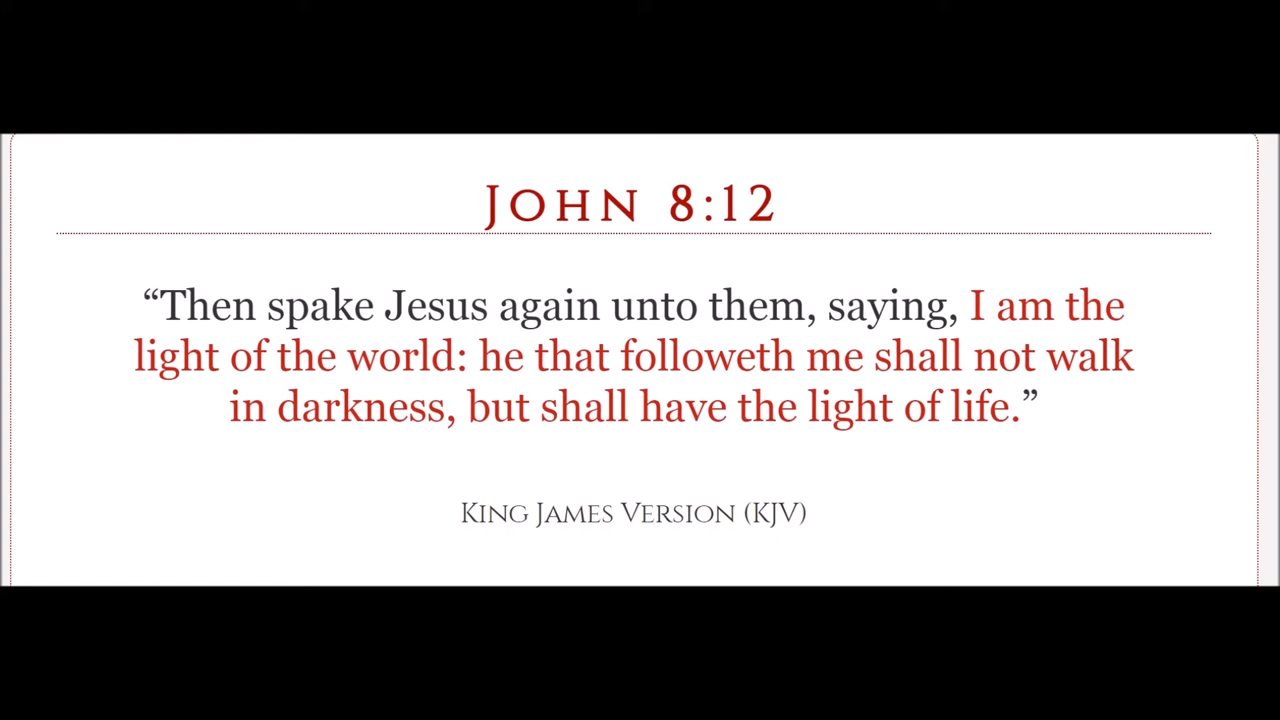 John 8:12
“Then spake Jesus again unto them, saying, I am the
light of the world: he that followeth me shall not walk
in darkness, but shall have the light of life.”
King James Version (KJV)